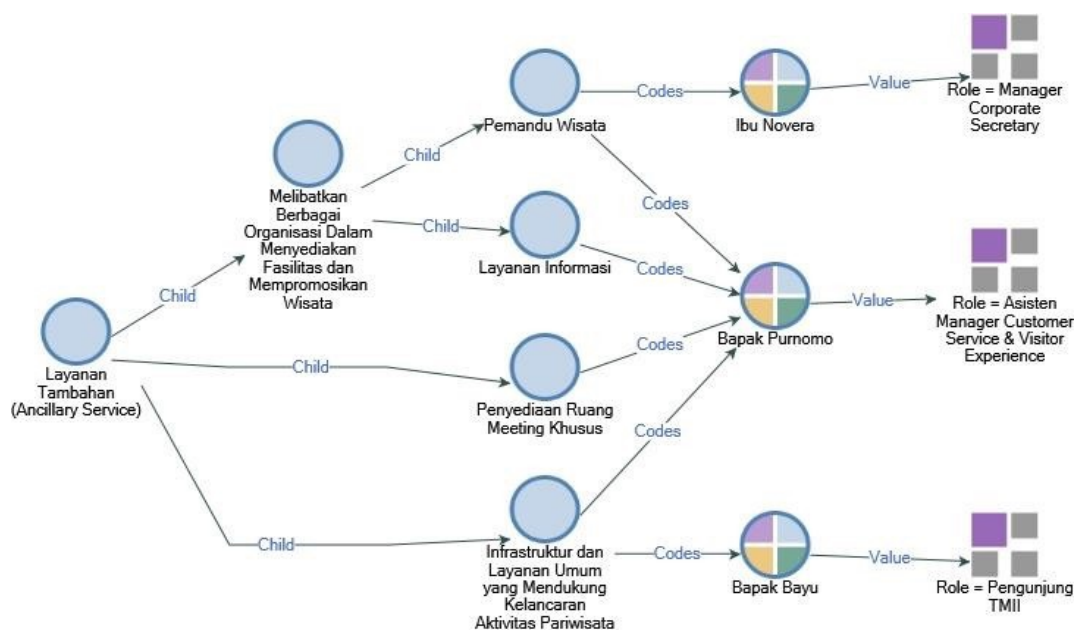 Codes
Value
Pemandu Wisata
Ibu Novera
Role = Manager
Corporate
Secretary
Child
Melibatkan
Berbagai
Organisasi Dalam
Menyediakan
Fasilitas dan
Mempromosikan
Wisata
Codes
Child
Layanan Informasi
Codes
Child
Bapak Purnomo
Value
Role = Asisten
Manager Customer
Service & Visitor
Experience
Layanan
Tambahan
(Ancillary Service)
Child
Codes
Penyediaan Ruang
Meeting Khusus
Codes
Child
Infrastruktur dan
Layanan Umum
yang Mendukung
Kelancaran
Aktivitas Pariwisata
Codes
Bapak Bayu
Value
Role = Pengunjung
TMII